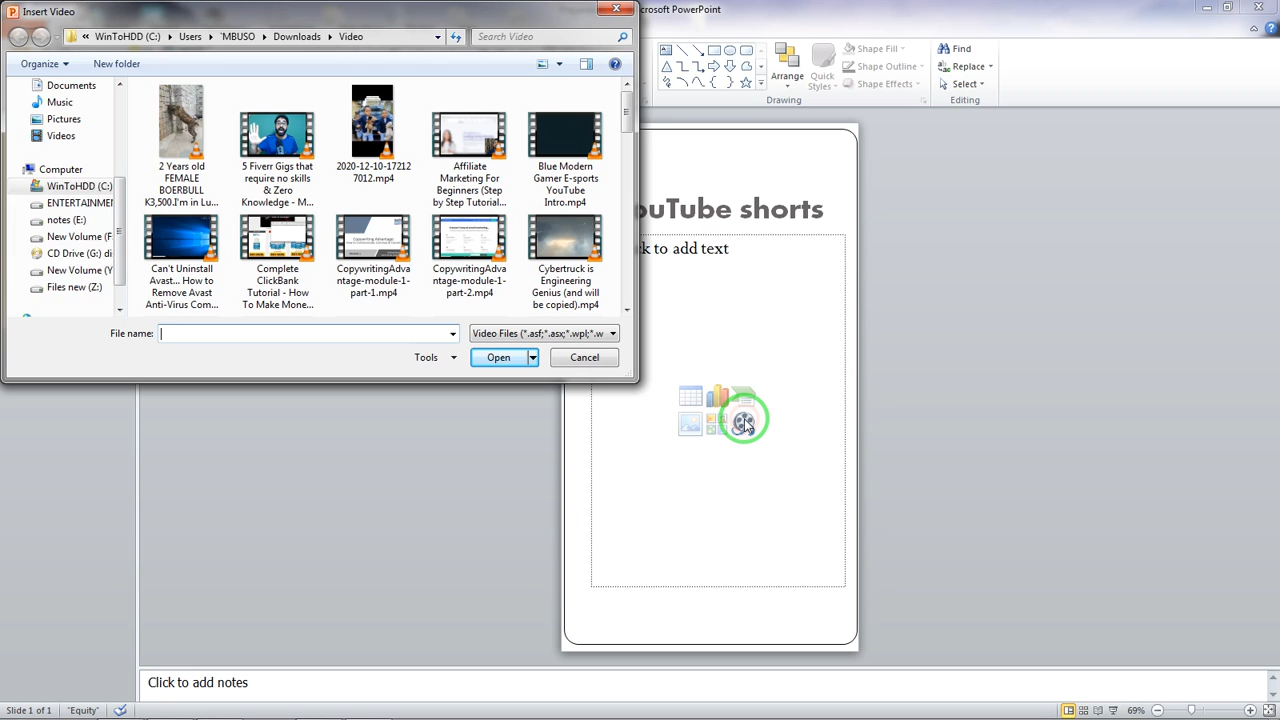 Insert Video
Microsoft PowerPoint
WinToHDD (C:)
Users
`MBUSO
Downloads
Video
Search Video
Organize
New folder
Shape Fill
Shape Outline
Shape Effects
Arrange
Quick
Styles
Find
Replace
Select
Drawing
Editing
Documents
Music
Pictures
Videos
Computer
WinToHDD (C:)
ENTERTAINME
notes (E:)
New Volume (F
CD Drive (G:) di
New Volume (Y
Files new (Z:)
2 Years old
FEMALE
BOERBULL
K3,500.I'm in Lu...
5 Fiverr Gigs that
require no skills
& Zero
Knowledge - M...
2020-12-10-17212
7012.mp4
Affiliate
Marketing For
Beginners (Step
by Step Tutorial...
Blue Modern
Gamer E-sports
YouTube
Intro.mp4
Can't Uninstall
Avast... How to
Remove Avast
Anti-Virus Com...
Complete
ClickBank
Tutorial - How
To Make Mone...
CopywritingAdva
ntage-module-1-
part-1.mp4
CopywritingAdva
ntage-module-1-
part-2.mp4
Cybertruck is
Engineering
Genius (and will
be copied).mp4
File name:
Video Files (*.asf;*.asx;*.wpl;*.w
Tools
Open
Cancel
ouTube shorts
ck to add text
Click to add notes
Slide 1 of 1
"Equity"
69%